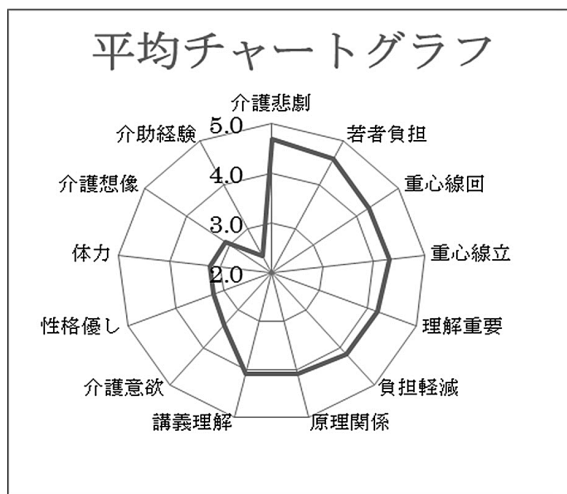 平均チャートグラフ
介護悲劇
5.0
介助経験
若者負担
4.0
介護想像
重心線回
3.0
体力
重心線立
2.0
性格優し
理解重要
介護意欲
負担軽減
講義理解
原理関係